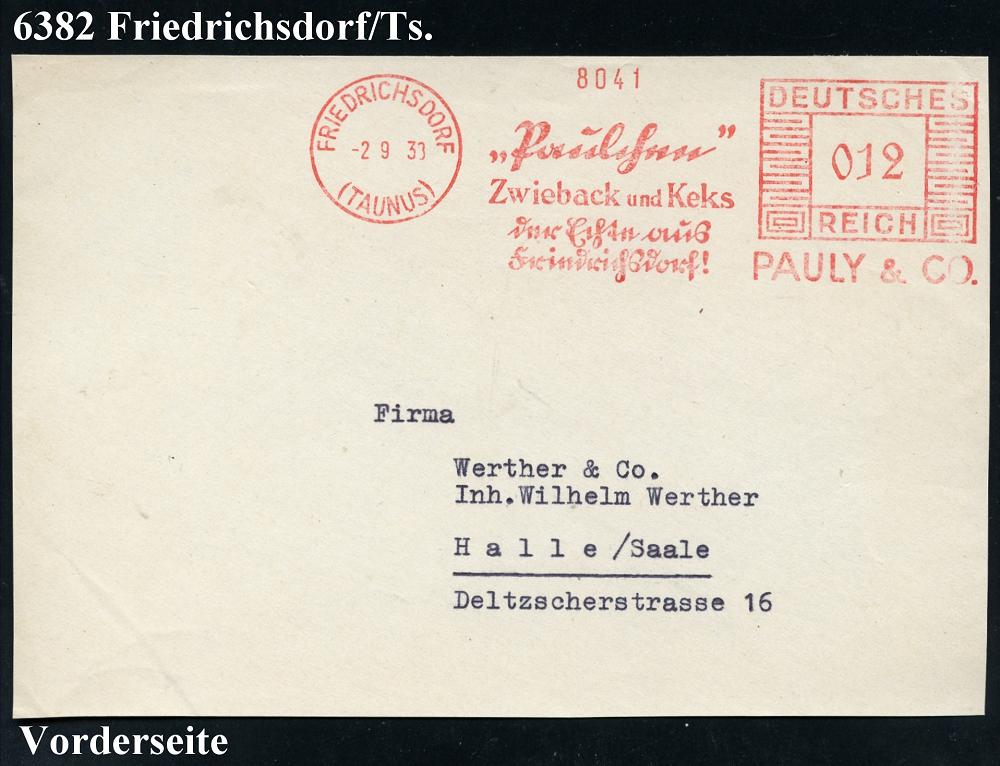 6382 Friedrichsdorf/Ts.
8041
FRIEDRICHSDORF
-2 9 33
(TAUNUS)
„Paulchen"
Zwieback und Keks
der Echte aus
Friedrichsdorf!
DEUTSCHES
012
REICH
PAULY & CO.
Firma
Werther & Co.
Inh.Wilhelm Werther
H a l l e /Saale
Deltzscherstrasse 16
Vorderseite